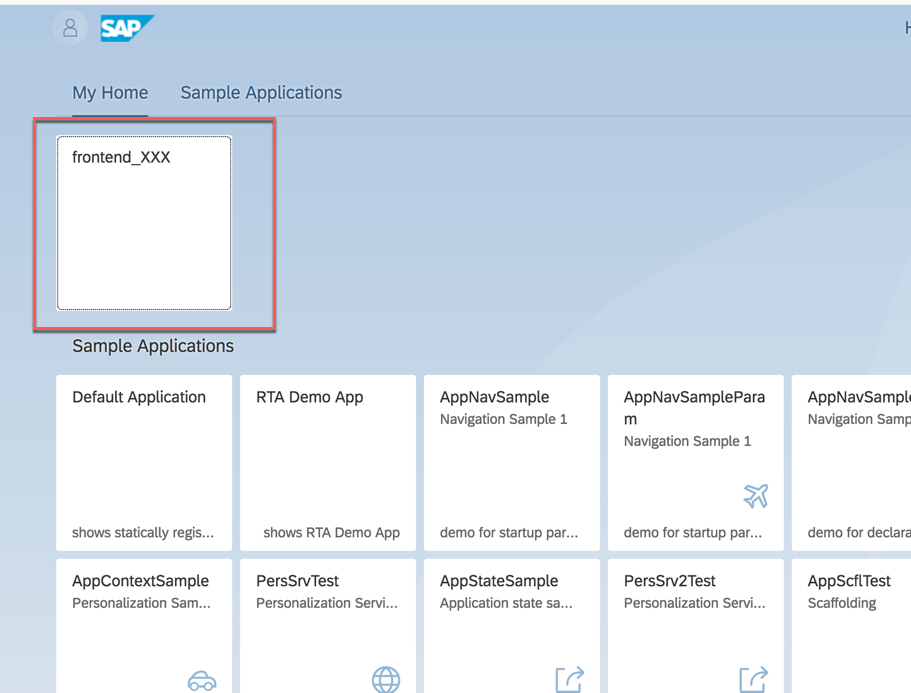 SAP
H
My Home Sample Applications
frontend_XXX
Sample Applications
Default Application
shows statically regis...
RTA Demo App
shows RTA Demo App
AppNavSample
Navigation Sample 1
demo for startup par...
AppNavSamplePara
m
Navigation Sample 1
demo for startup par...
AppNavSample
Navigation Samp
demo for declara
AppContextSample
Personalization Sam...
PersSrvTest
Personalization Servi...
AppStateSample
Application state sa...
PersSrv2Test
Personalization Servi...
AppScflTest
Scaffolding